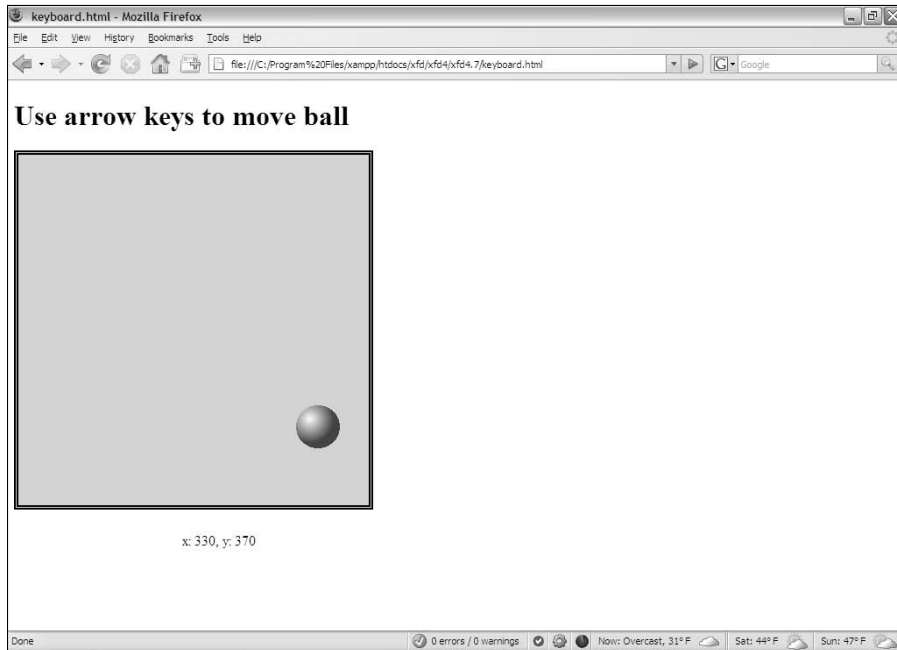 keyboard.html - Mozilla Firefox
File Edit View History Bookmarks Tools Help
file:///C:/Program%20Files/xampp/htdocs/xfd/xfd4/xfd4.7/keyboard.html G Google
Use arrow keys to move ball
x: 330, y: 370
Done 0 errors / 0 warnings Now: Overcast, 31° F Sat: 44° F Sun: 47° F